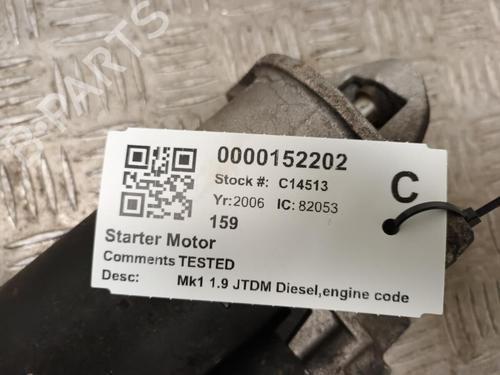 B-PARTS
0000152202
Stock #: C14513
C
Yr:2006 IC: 82053
159
Starter Motor
Comments TESTED
Desc: Mk1 1.9 JTDM Diesel,engine code